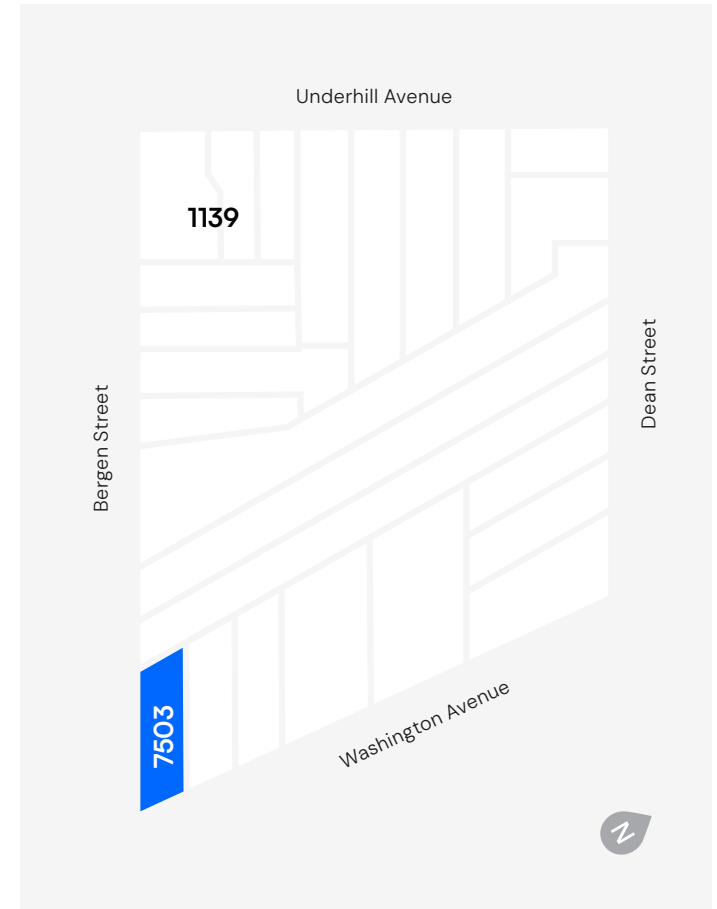 Underhill Avenue
1139
Dean Street
Bergen Street
7503
Washington Avenue
N